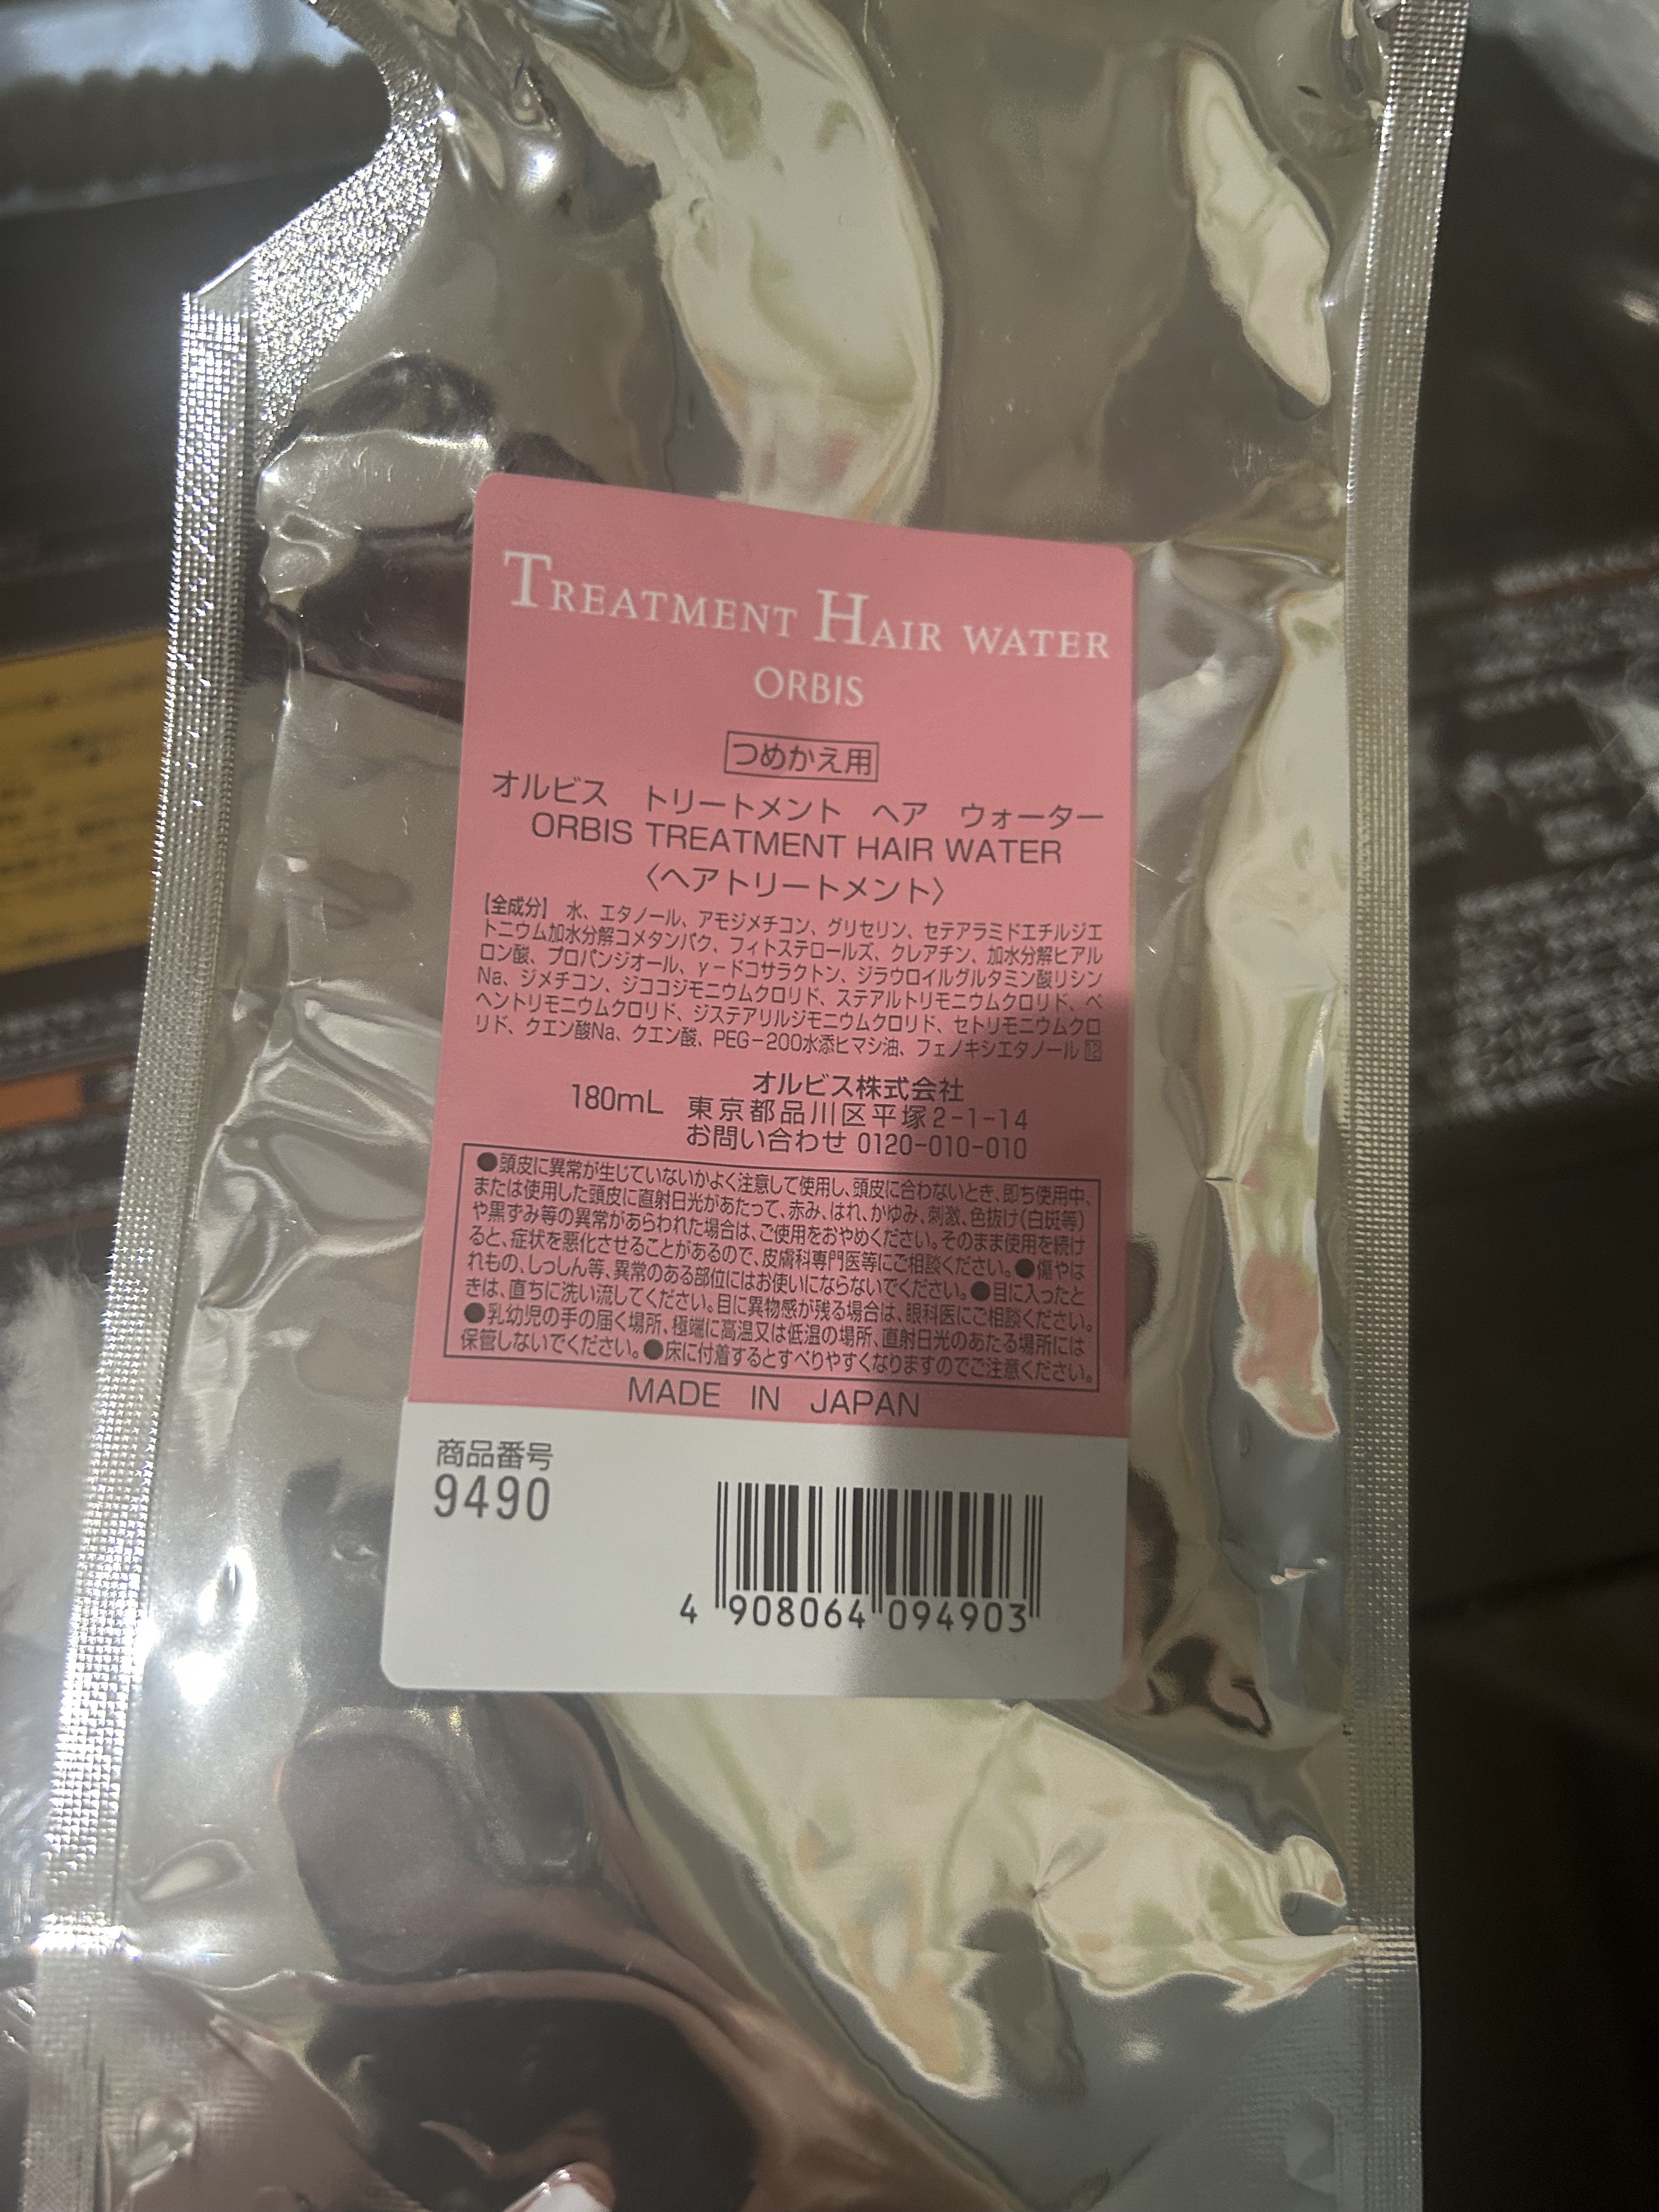 TREATMENT HAIR WATER
ORBIS
つめかえ用
オルビス トリートメント ヘア ウォーター
ORBIS TREATMENT HAIR WATER
〈ヘアトリートメント〉
【全成分】 水、エタノール、アモジメチコン、グリセリン、セテアラミドエチルジエ
トニウム加水分解コメタンパク、フィトステロールズ、クレアチン、加水分解ヒアル
ロン酸、プロパンジオール、γ-ドコサラクトン、ジラウロイルグルタミン酸リシン
Na、ジメチコン、ジココジモニウムクロリド、ステアルトリモニウムクロリド、ベ
ヘントリモニウムクロリド、ジステアリルジモニウムクロリド、セトリモニウムクロ
リド、クエン酸Na、クエン酸、PEG-200水添ヒマシ油、フェノキシエタノール 12
オルビス株式会社
180mL 東京都品川区平塚2-1-14
お問い合わせ 0120-010-010
●頭皮に異常が生じていないかよく注意して使用し、頭皮に合わないとき、即ち使用中、
または使用した頭皮に直射日光があたって、赤み、はれ、かゆみ、刺激、色抜け(白斑等)
や黒ずみ等の異常があらわれた場合は、ご使用をおやめください。そのまま使用を続け
ると、症状を悪化させることがあるので、皮膚科専門医等にご相談ください。●傷やは
れもの、しっしん等、異常のある部位にはお使いにならないでください。●目に入ったと
きは、直ちに洗い流してください。目に異物感が残る場合は、眼科医にご相談ください。
●乳幼児の手の届く場所、極端に高温又は低温の場所、直射日光のあたる場所には
保管しないでください。●床に付着するとすべりやすくなりますのでご注意ください。
MADE IN JAPAN
商品番号
9490
4 908064 094903